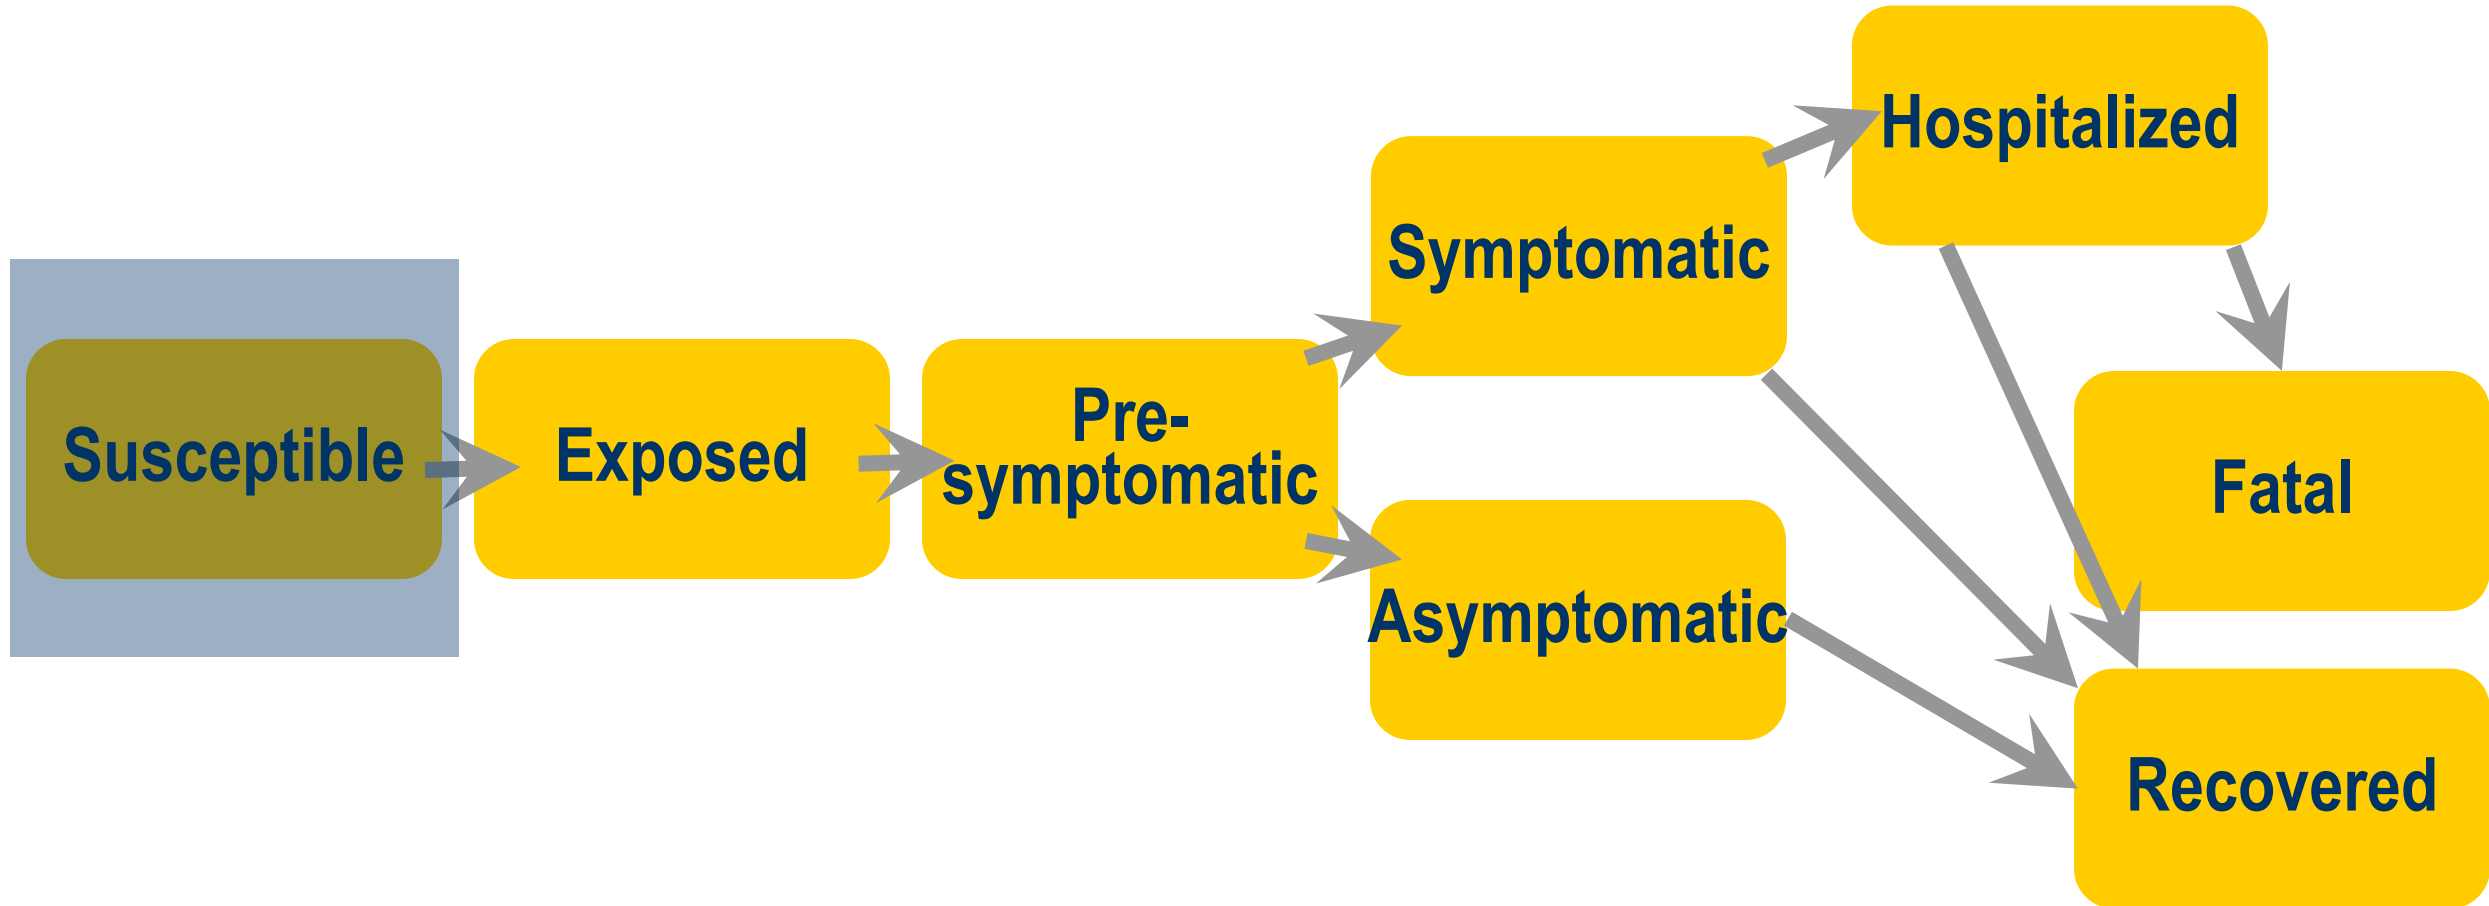 Susceptible
Exposed
Pre-
symptomatic
Symptomatic
Asymptomatic
Hospitalized
Fatal
Recovered